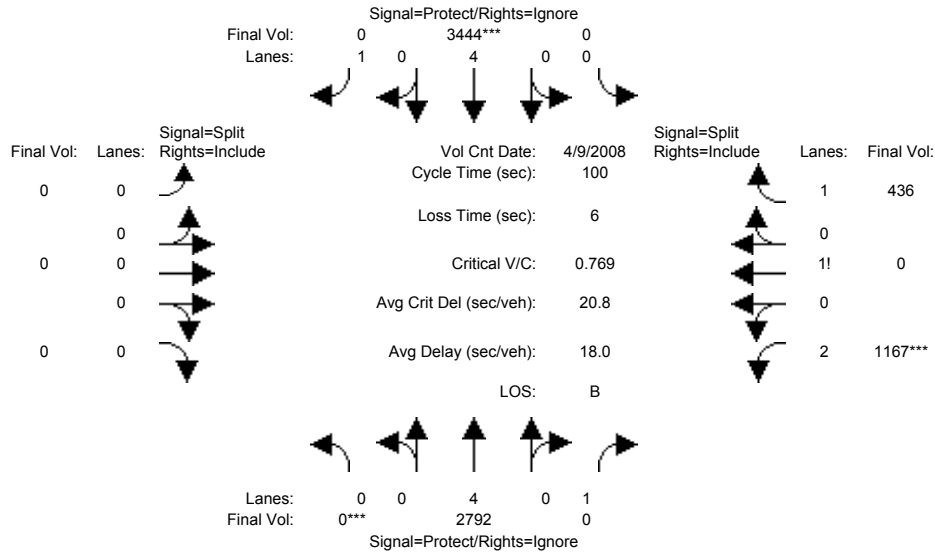 Signal=Protect/Rights=Ignore
Final Vol: 0 3444*** 0
Lanes: 1 0 4 0 0
Signal=Split Signal=Split
Final Vol: Lanes: Rights=Include Vol Cnt Date: 4/9/2008 Rights=Include Lanes: Final Vol:
Cycle Time (sec): 100
0 0 1 436
Loss Time (sec): 6
0 0
0 0 Critical V/C: 0.769 1! 0
0 Avg Crit Del (sec/veh): 20.8 0
0 0 Avg Delay (sec/veh): 18.0 2 1167***
LOS: B
Lanes: 0 0 4 0 1
Final Vol: 0*** 2792 0
Signal=Protect/Rights=Ignore